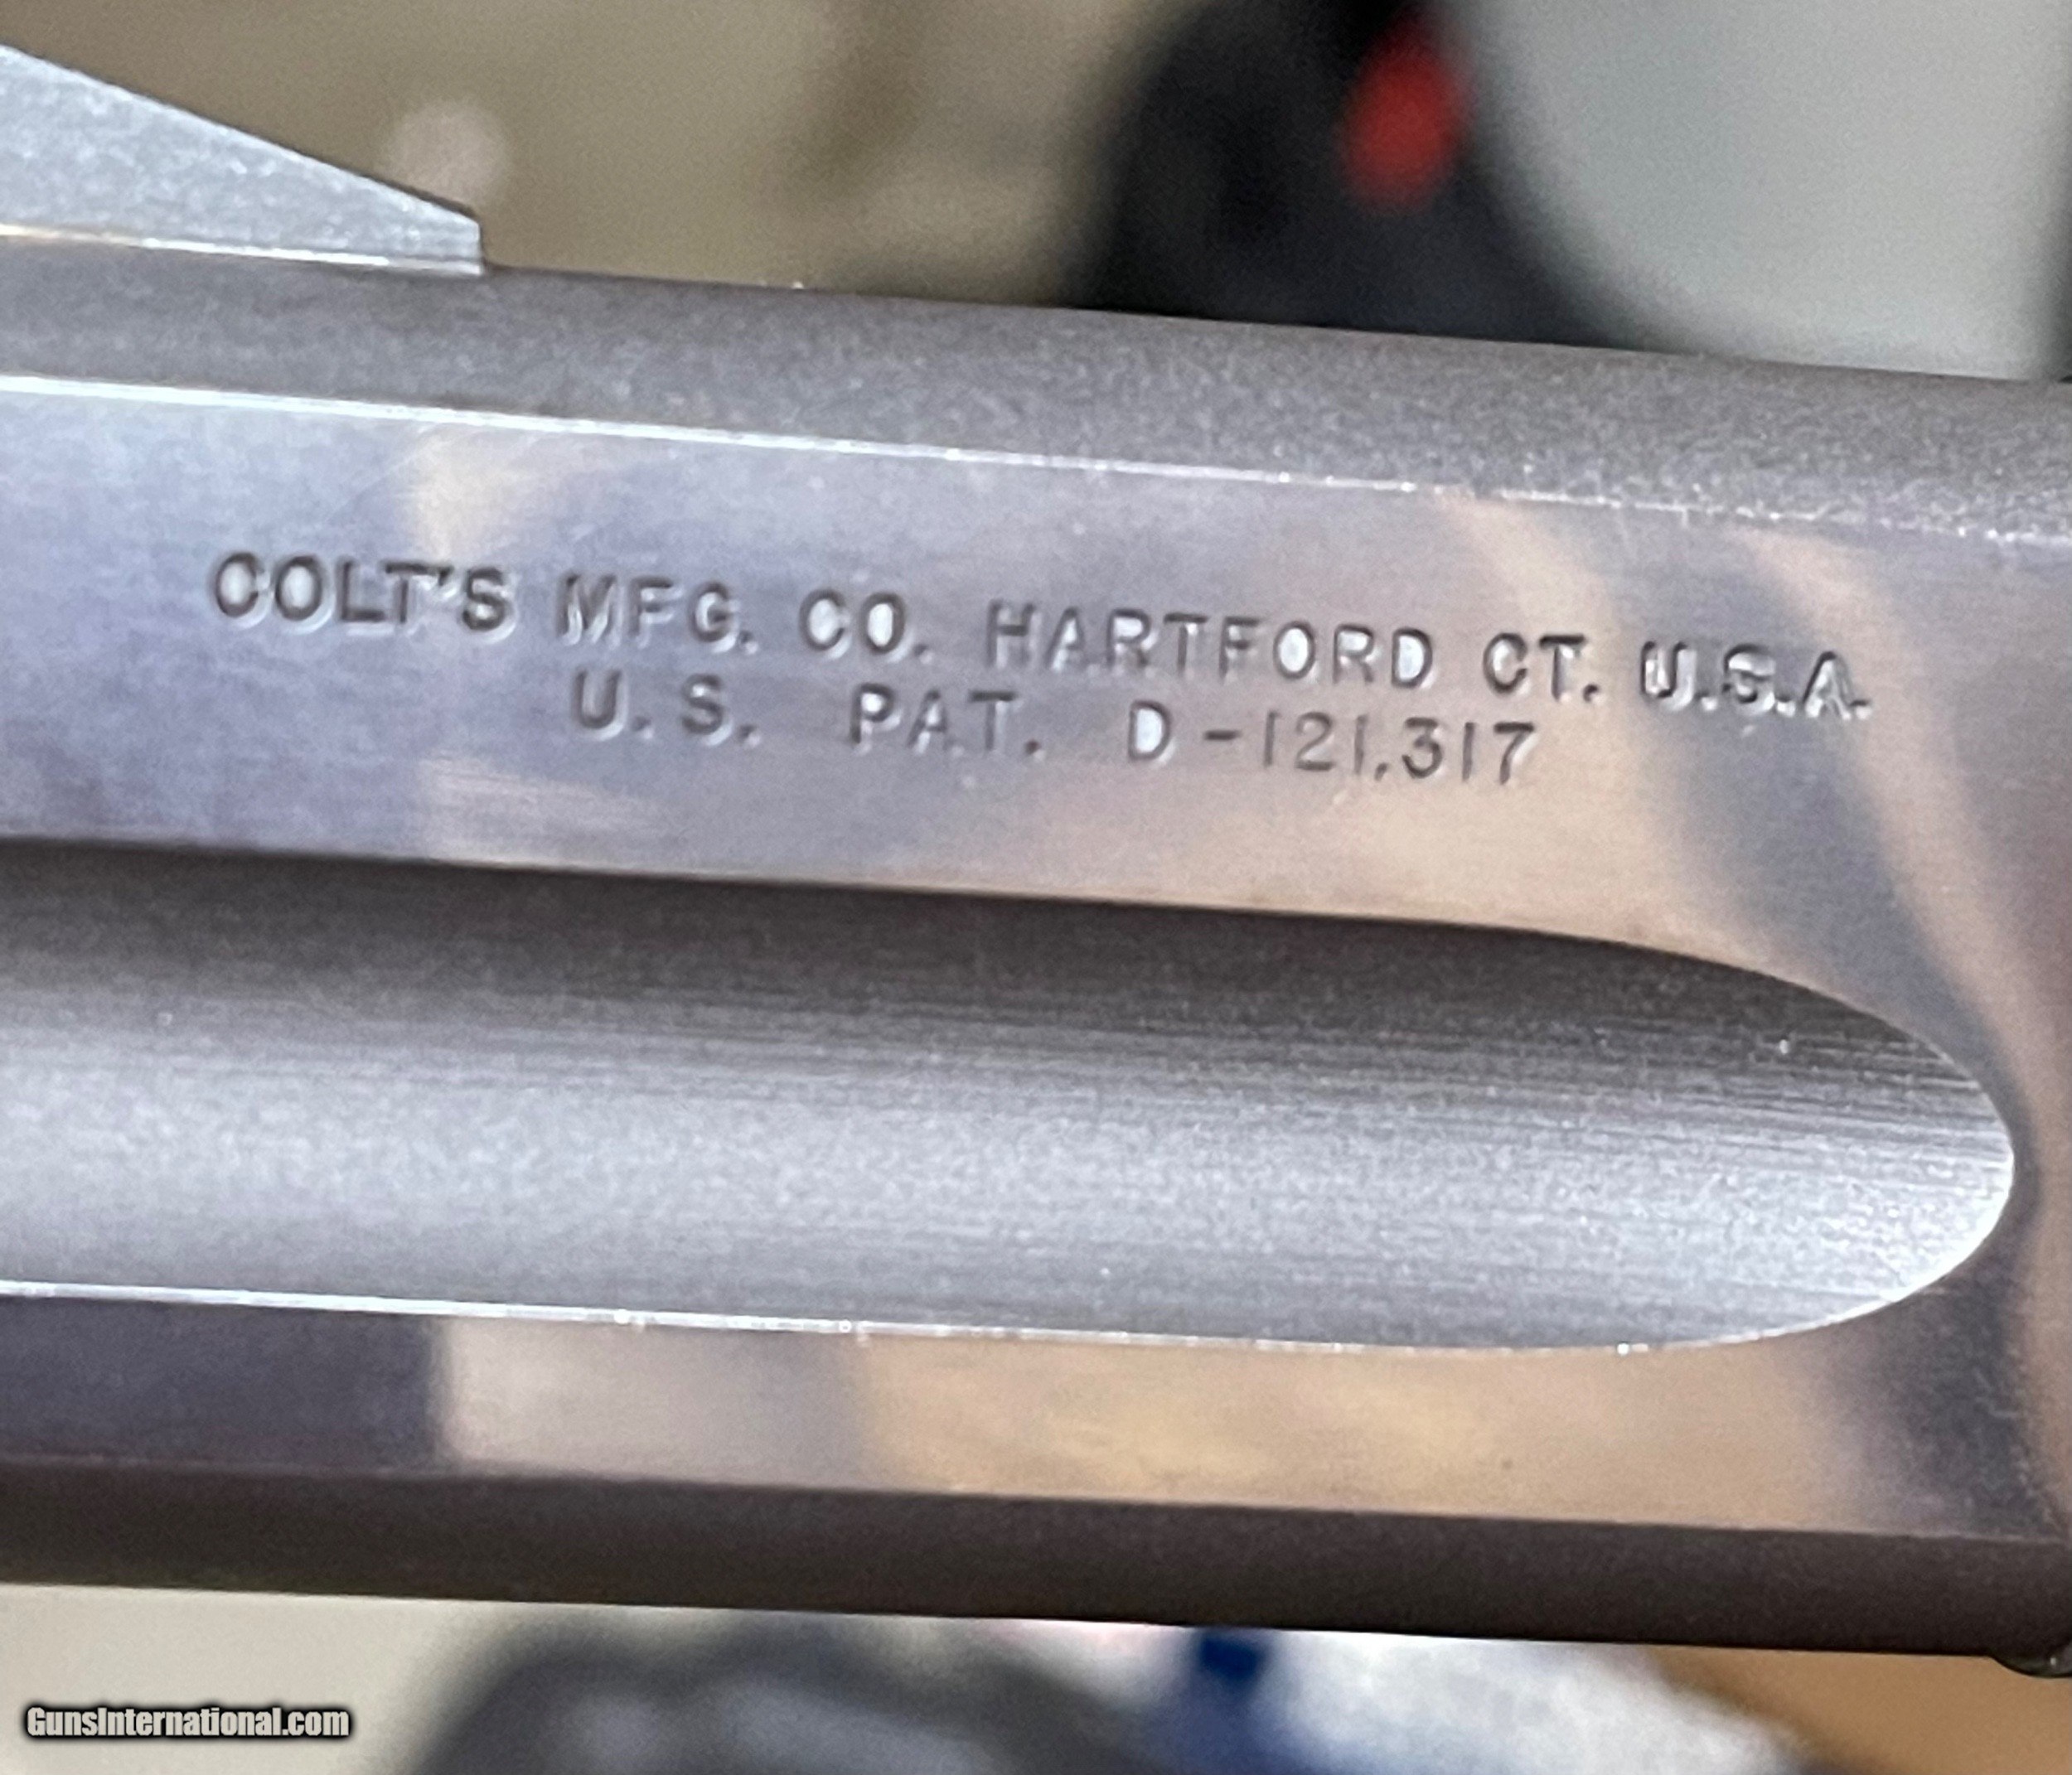 COLT'S MFG. CO. HARTFORD CT. U.S.A.
U.S. PAT. D-121,317
GunsInternational.com